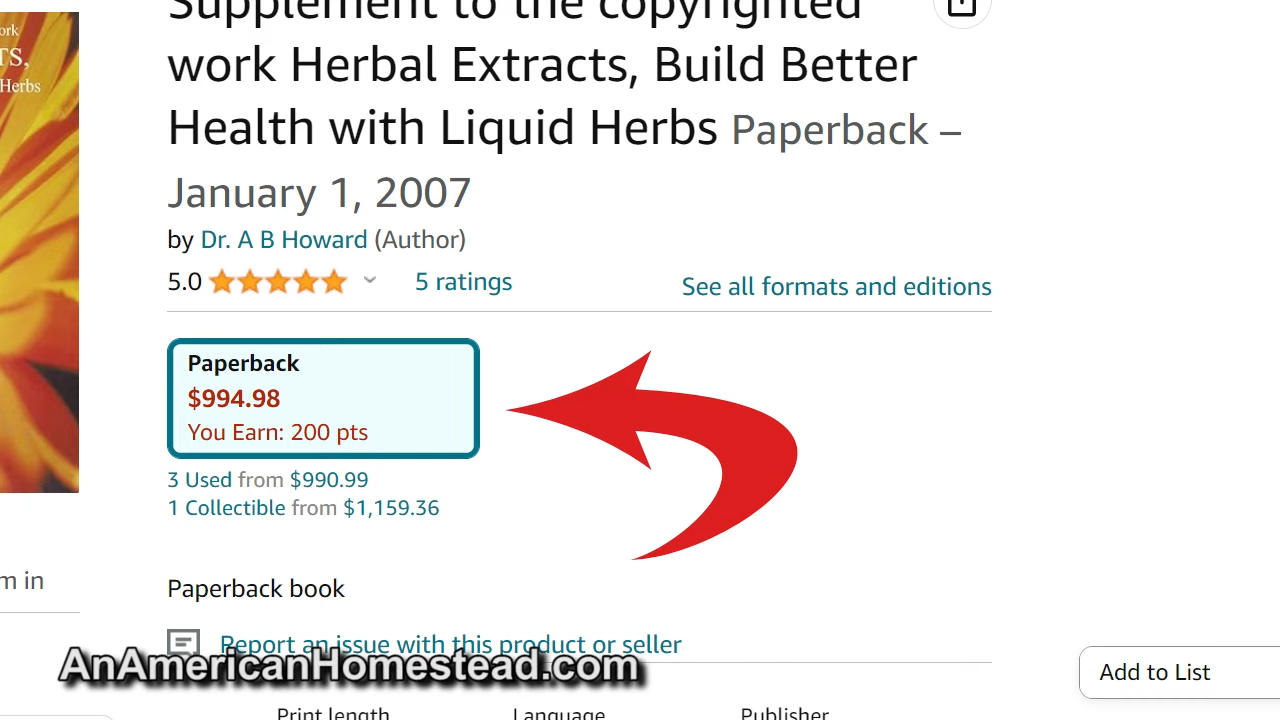 Supplement to the copyrighted
work Herbal Extracts, Build Better
Health with Liquid Herbs Paperback –
January 1, 2007
by Dr. A B Howard (Author)
5.0 5 ratings
See all formats and editions
Paperback
$994.98
You Earn: 200 pts
3 Used from $990.99
1 Collectible from $1,159.36
Paperback book
Report an issue with this product or seller
AnAmericanHomestead.com
Add to List
Print length Language Publisher
Herbs
m in